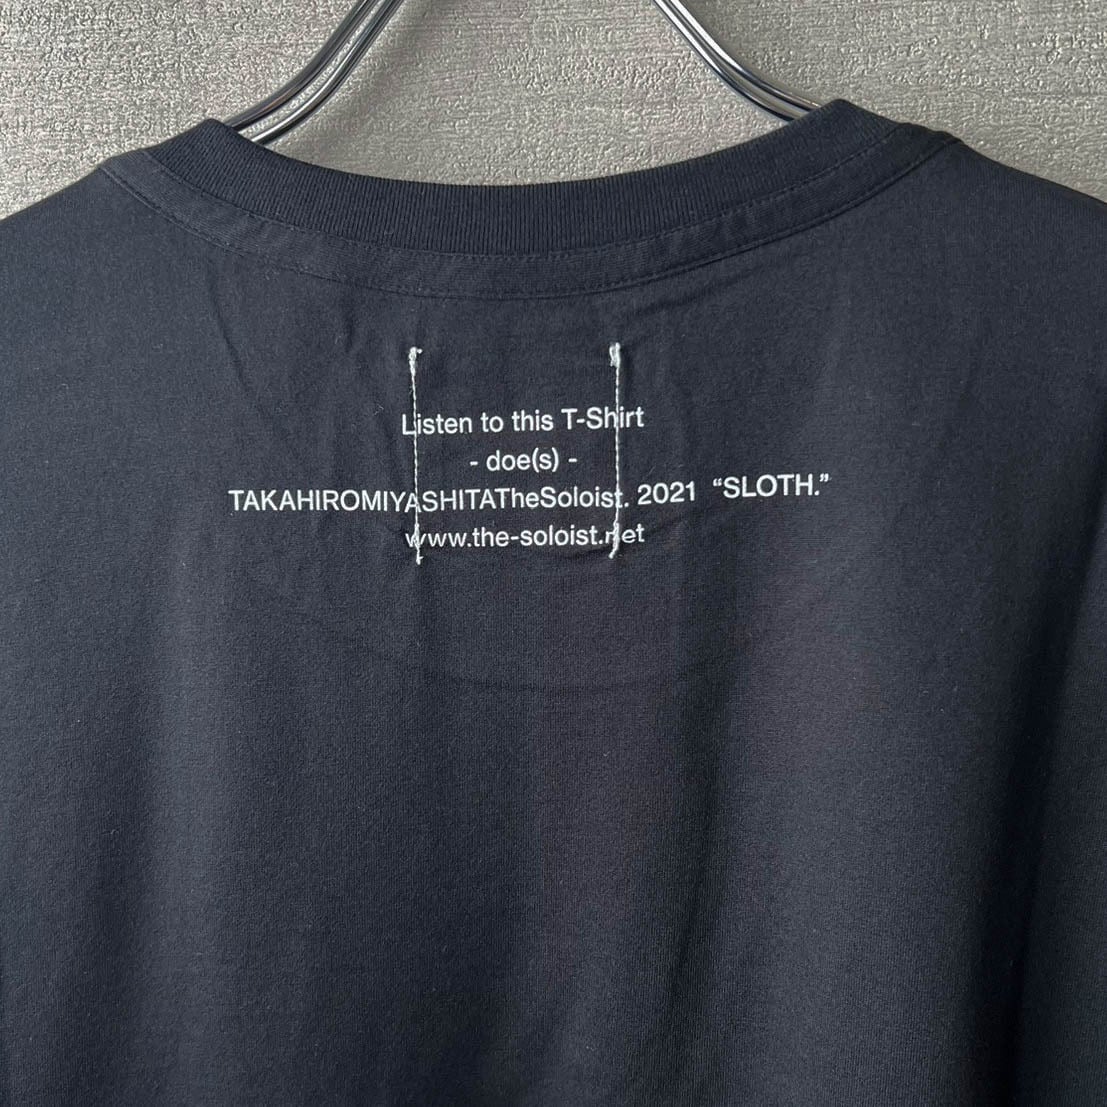 Listen to this T-Shirt
- doe(s) -
TAKAHIROMIYASHITATheSoloist. 2021 “SLOTH.”
www.the-soloist.net